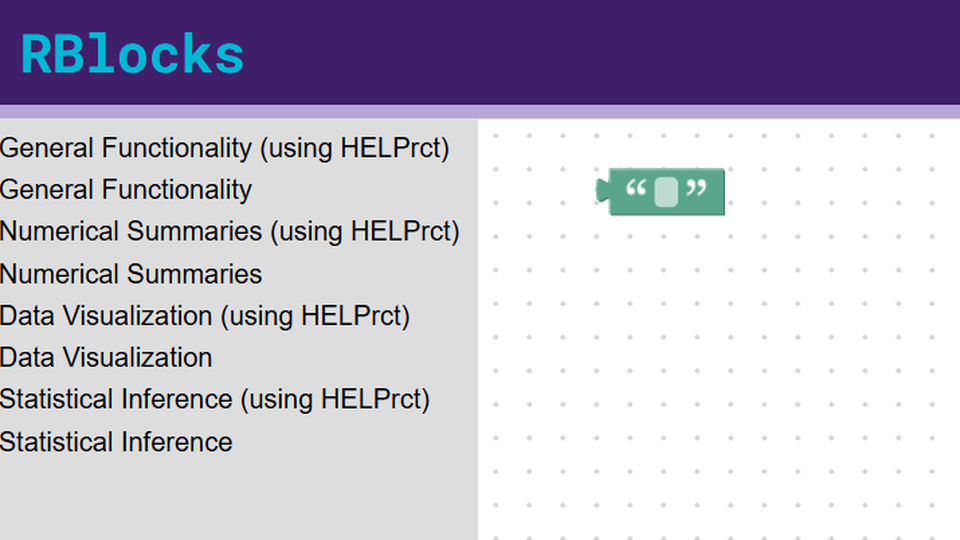 RBlocks
General Functionality (using HELPrct)
General Functionality
Numerical Summaries (using HELPrct)
Numerical Summaries
Data Visualization (using HELPrct)
Data Visualization
Statistical Inference (using HELPrct)
Statistical Inference
“ ”